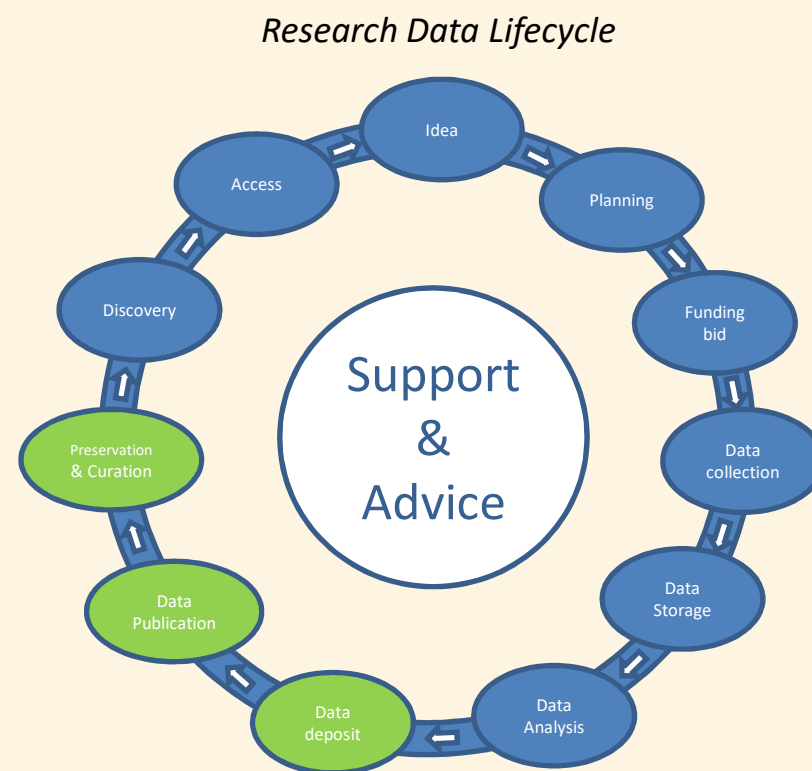 Research Data Lifecycle
Idea
Planning
Funding
bid
Data
collection
Data
Storage
Data
Analysis
Data
deposit
Data
Publication
Preservation
& Curation
Discovery
Access
Support
&
Advice